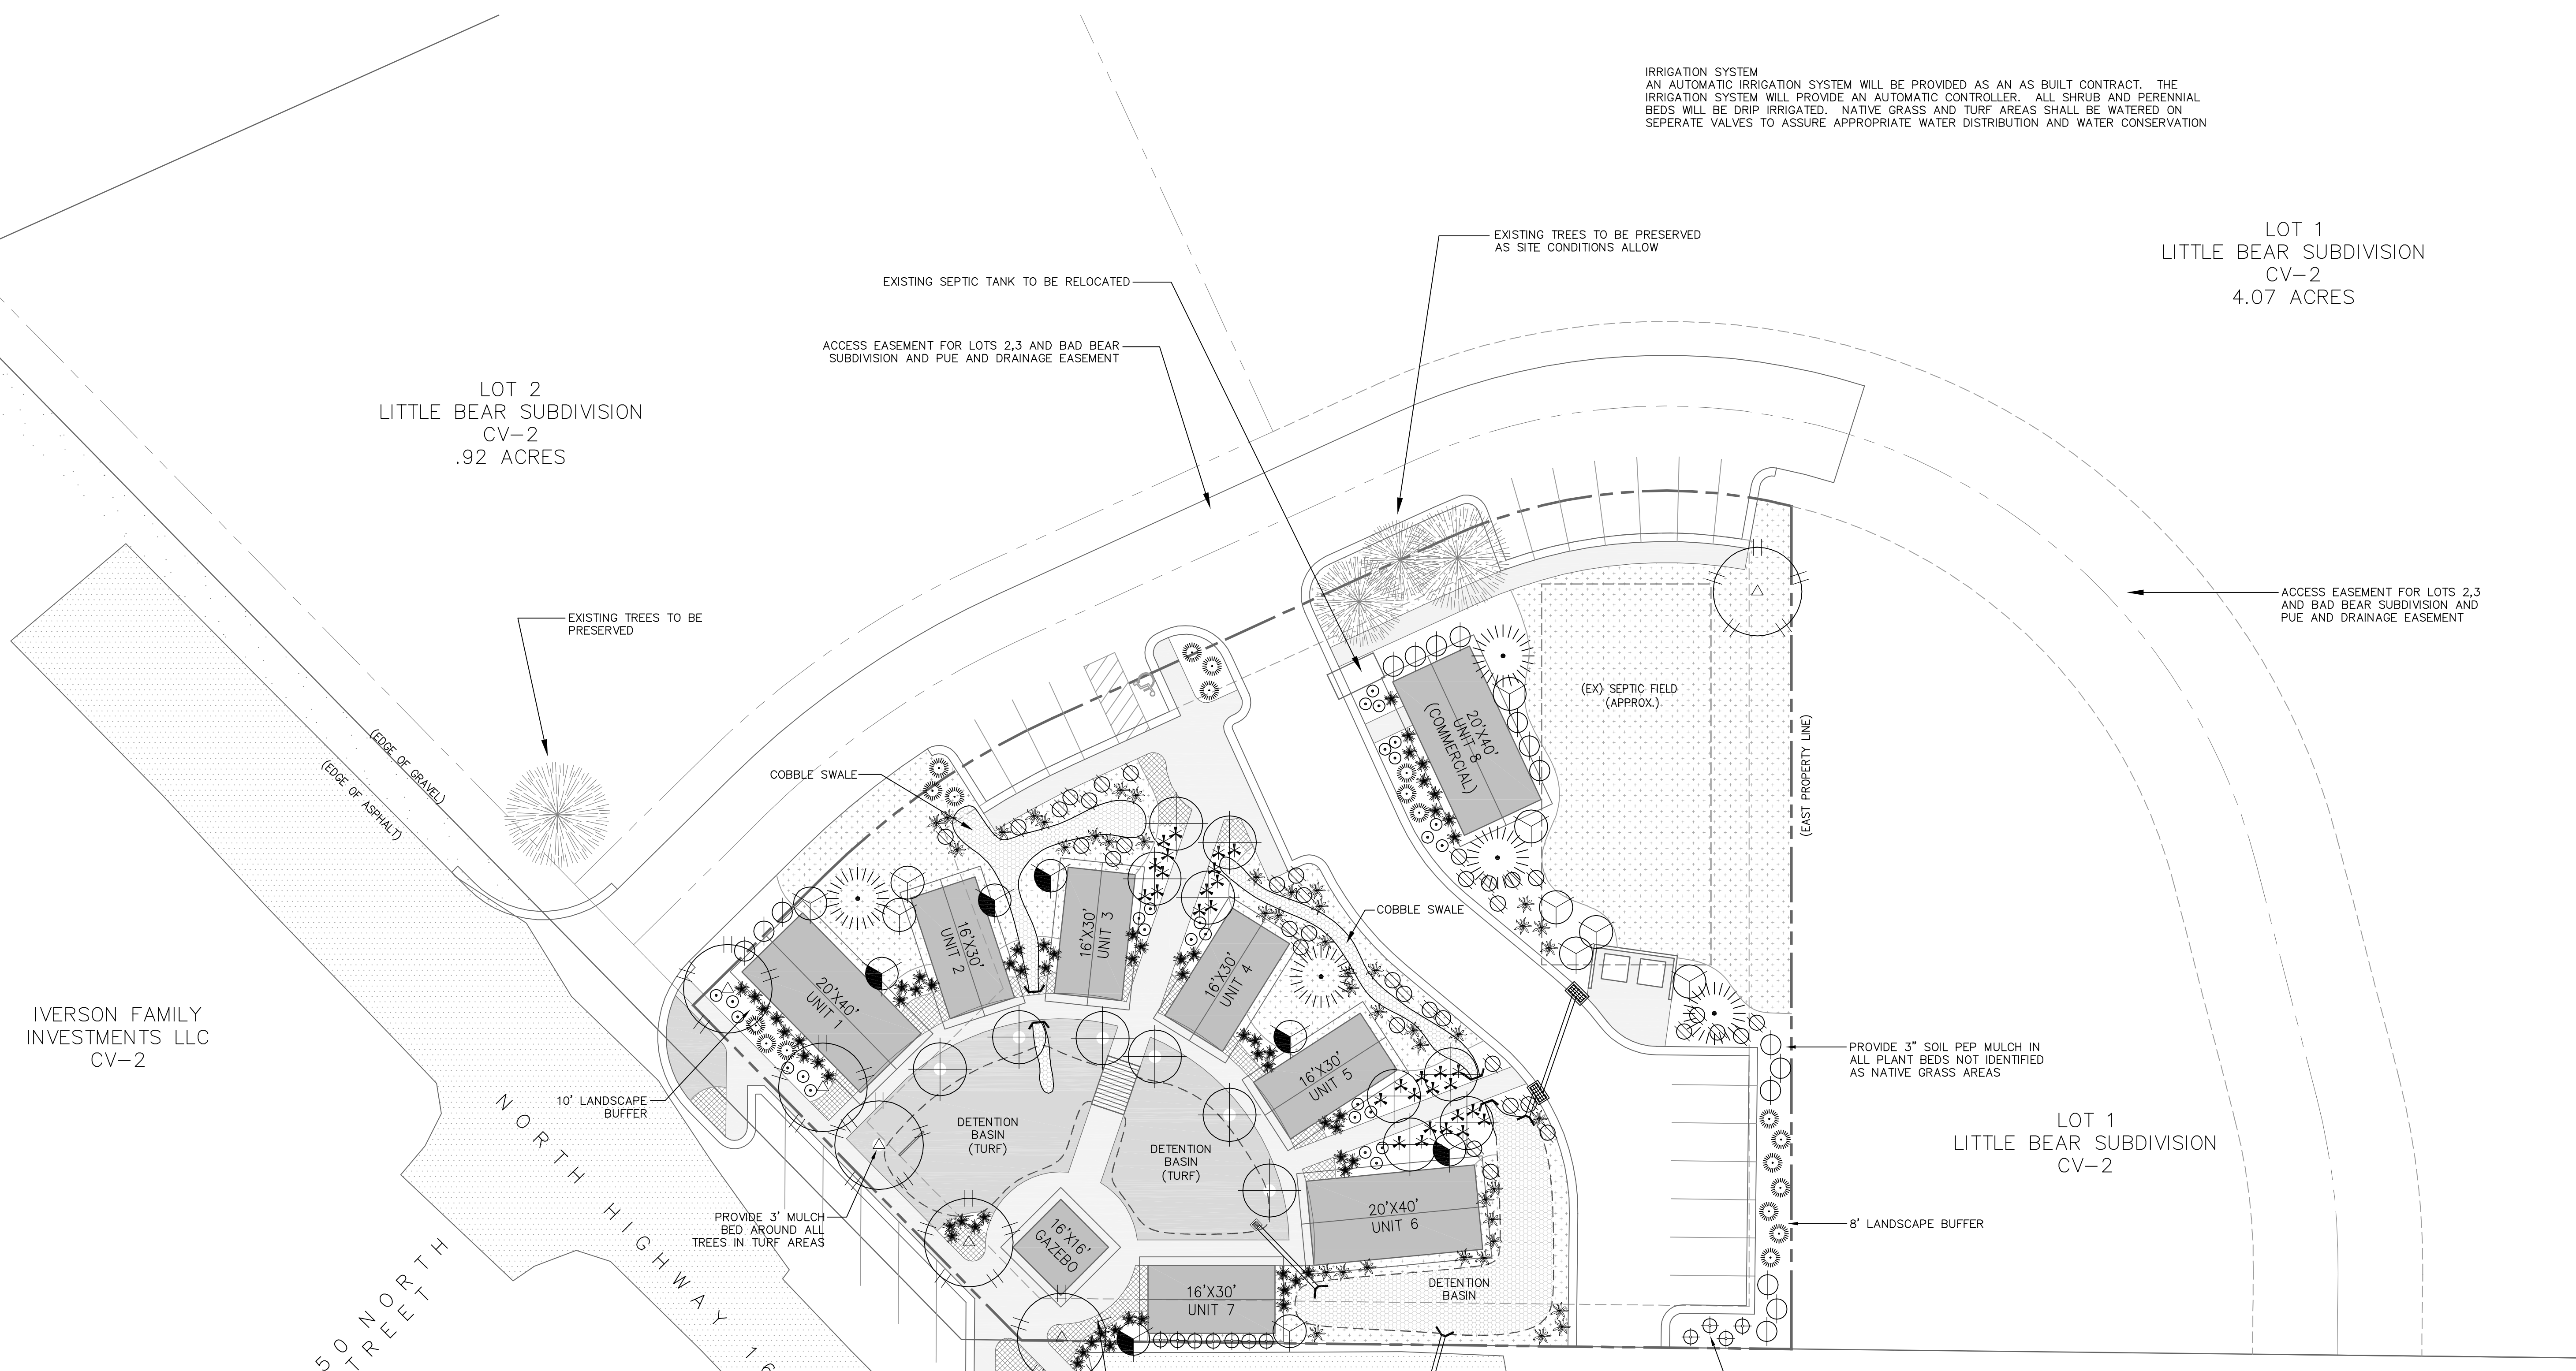 IRRIGATION SYSTEM
AN AUTOMATIC IRRIGATION SYSTEM WILL BE PROVIDED AS AN AS BUILT CONTRACT. THE
IRRIGATION SYSTEM WILL PROVIDE AN AUTOMATIC CONTROLLER. ALL SHRUB AND PERENNIAL
BEDS WILL BE DRIP IRRIGATED. NATIVE GRASS AND TURF AREAS SHALL BE WATERED ON
SEPERATE VALVES TO ASSURE APPROPRIATE WATER DISTRIBUTION AND WATER CONSERVATION
EXISTING TREES TO BE PRESERVED
AS SITE CONDITIONS ALLOW
LOT 1
LITTLE BEAR SUBDIVISION
CV-2
4.07 ACRES
EXISTING SEPTIC TANK TO BE RELOCATED
ACCESS EASEMENT FOR LOTS 2,3 AND BAD BEAR
SUBDIVISION AND PUE AND DRAINAGE EASEMENT
LOT 2
LITTLE BEAR SUBDIVISION
CV-2
.92 ACRES
EXISTING TREES TO BE
PRESERVED
ACCESS EASEMENT FOR LOTS 2,3
AND BAD BEAR SUBDIVISION AND
PUE AND DRAINAGE EASEMENT
(EX) SEPTIC FIELD
(APPROX.)
20'X40'
UNIT 8
(COMMERCIAL)
(EAST PROPERTY LINE)
(EDGE OF GRAVEL)
(EDGE OF ASPHALT)
COBBLE SWALE
COBBLE SWALE
20'X40'
UNIT 1
16'X30'
UNIT 2
16'X30'
UNIT 3
16'X30'
UNIT 4
16'X30'
UNIT 5
IVERSON FAMILY
INVESTMENTS LLC
CV-2
PROVIDE 3" SOIL PEP MULCH IN
ALL PLANT BEDS NOT IDENTIFIED
AS NATIVE GRASS AREAS
10' LANDSCAPE
BUFFER
DETENTION
BASIN
(TURF)
DETENTION
BASIN
(TURF)
LOT 1
LITTLE BEAR SUBDIVISION
CV-2
PROVIDE 3' MULCH
BED AROUND ALL
TREES IN TURF AREAS
16'X16'
GAZEBO
20'X40'
UNIT 6
8' LANDSCAPE BUFFER
16'X30'
UNIT 7
DETENTION
BASIN
NORTH HIGHWAY 16
50 NORTH
TREET